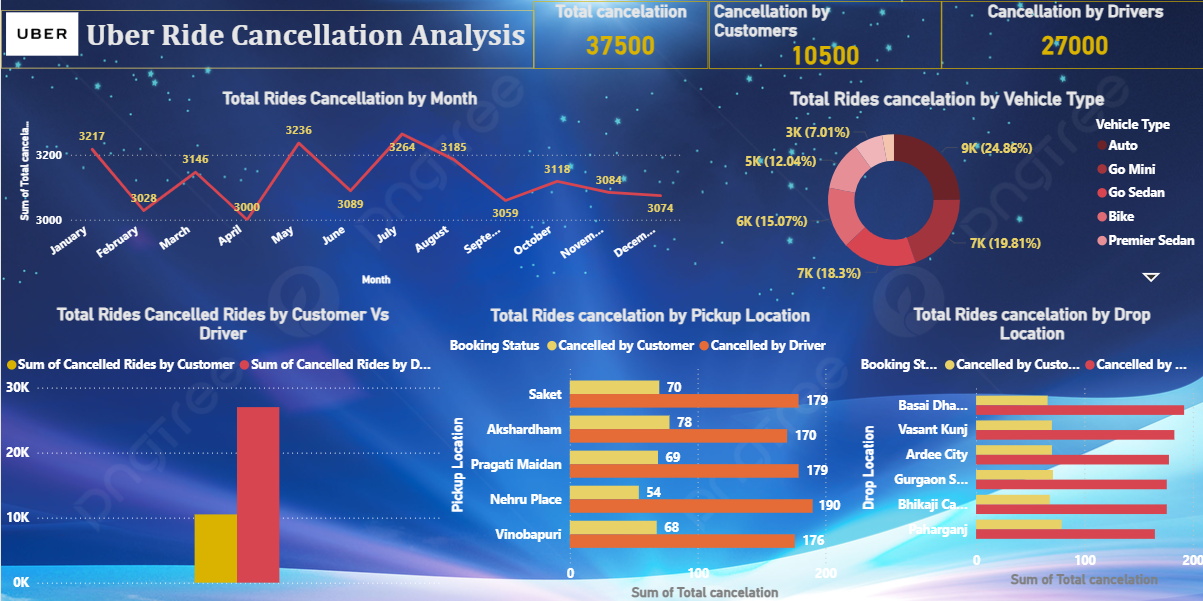 UBER
Uber Ride Cancellation Analysis
Total cancelatiion
37500
Cancellation by
Customers
10500
Cancellation by Drivers
27000
Total Rides Cancellation by Month
Sum of Total cancela...
3200
3000
3217
3028
3146
3000
3236
3089
3264
3185
3059
3118
3084
3074
January
February
March
April
May
June
July
August
Septe...
October
Novem...
Decem...
Month
Total Rides cancelation by Vehicle Type
3K (7.01%)
9K (24.86%)
5K (12.04%)
6K (15.07%)
7K (19.81%)
7K (18.3%)
Vehicle Type
Auto
Go Mini
Go Sedan
Bike
Premier Sedan
Total Rides Cancelled Rides by Customer Vs
Driver
Sum of Cancelled Rides by Customer
Sum of Cancelled Rides by D...
30K
20K
10K
0K
Total Rides cancelation by Pickup Location
Booking Status
Cancelled by Customer
Cancelled by Driver
Pickup Location
Saket
70
179
Akshardham
78
170
Pragati Maidan
69
179
Nehru Place
54
190
Vinobapuri
68
176
0
100
200
Sum of Total cancelation
Total Rides cancelation by Drop
Location
Booking St...
Cancelled by Custo...
Cancelled by ...
Drop Location
Basai Dha...
Vasant Kunj
Ardee City
Gurgaon S...
Bhikaji Ca...
Paharganj
0
100
200
Sum of Total cancelation
pngtree
pngtree
pngtree
pngtree